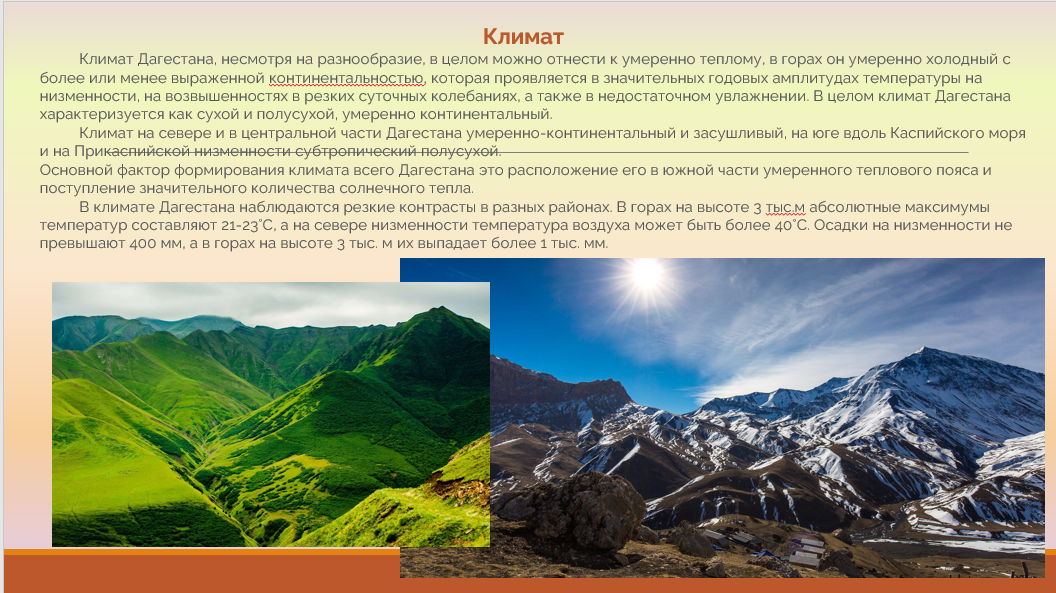 Климат
Климат Дагестана, несмотря на разнообразие, в целом можно отнести к умеренно теплому, в горах он умеренно холодный с
более или менее выраженной континентальностью, которая проявляется в значительных годовых амплитудах температуры на
низменности, на возвышенностях в резких суточных колебаниях, а также в недостаточном увлажнении. В целом климат Дагестана
характеризуется как сухой и полусухой, умеренно континентальный.
Климат на севере и в центральной части Дагестана умеренно-континентальный и засушливый, на юге вдоль Каспийского моря
и на Прикаспийской низменности субтропический полусухой.
Основной фактор формирования климата всего Дагестана это расположение его в южной части умеренного теплового пояса и
поступление значительного количества солнечного тепла.
В климате Дагестана наблюдаются резкие контрасты в разных районах. В горах на высоте 3 тыс.м абсолютные максимумы
температур составляют 21-23˚С, а на севере низменности температура воздуха может быть более 40˚С. Осадки на низменности не
превышают 400 мм, а в горах на высоте 3 тыс. м их выпадает более 1 тыс. мм.